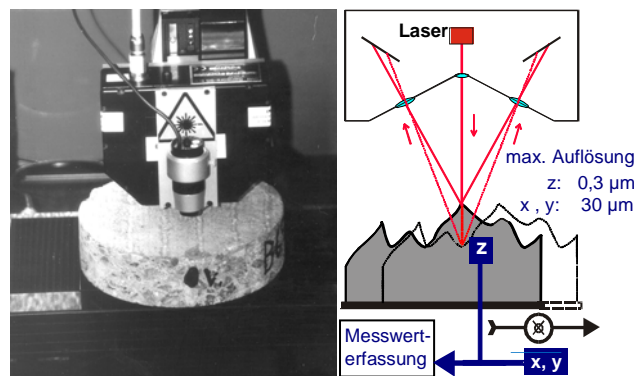 Laser
max. Auflösung
z: 0,3 µm
x , y: 30 µm
z
Messwert-
erfassung
x, y